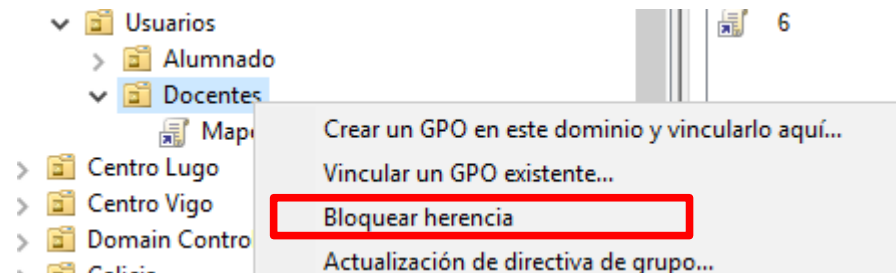 Usuarios
6
Alumnado
Docentes
Crear un GPO en este dominio y vincularlo aquí...
Centro Lugo
Vincular un GPO existente...
Centro Vigo
Bloquear herencia
Domain Contro
Actualización de directiva de grupo...